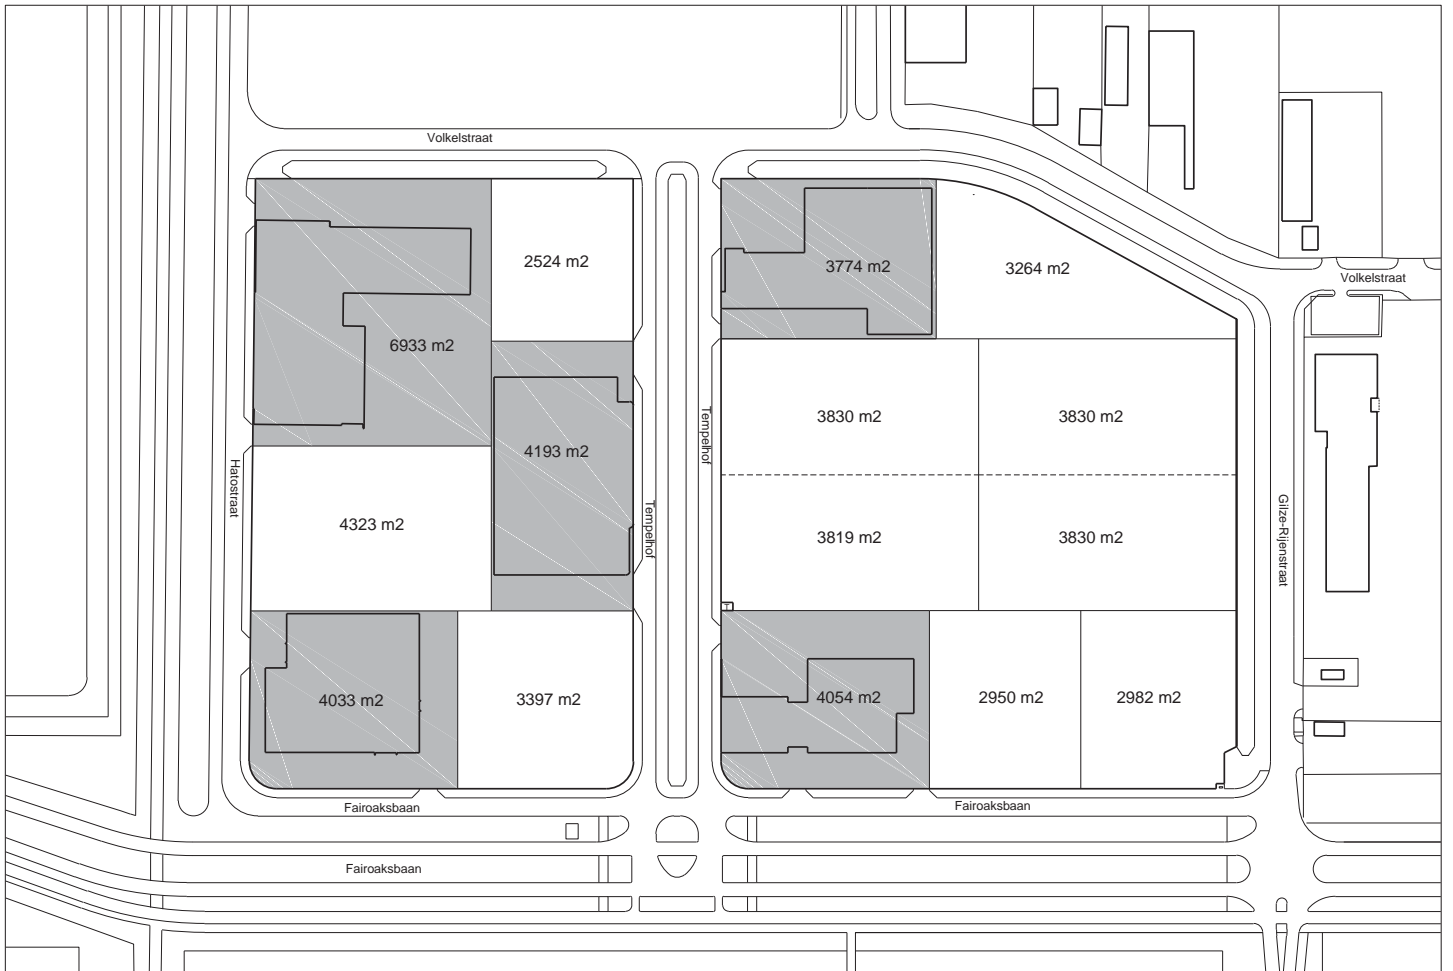 Volkelstraat
2524 m2
3774 m2
3264 m2
Volkelstraat
6933 m2
3830 m2
3830 m2
Tempelhof
4193 m2
Hatostraat
4323 m2
Tempelhof
3819 m2
3830 m2
Gilze-Rijenstraat
T
4033 m2
3397 m2
4054 m2
2950 m2
2982 m2
Fairoaksbaan
Fairoaksbaan
Fairoaksbaan